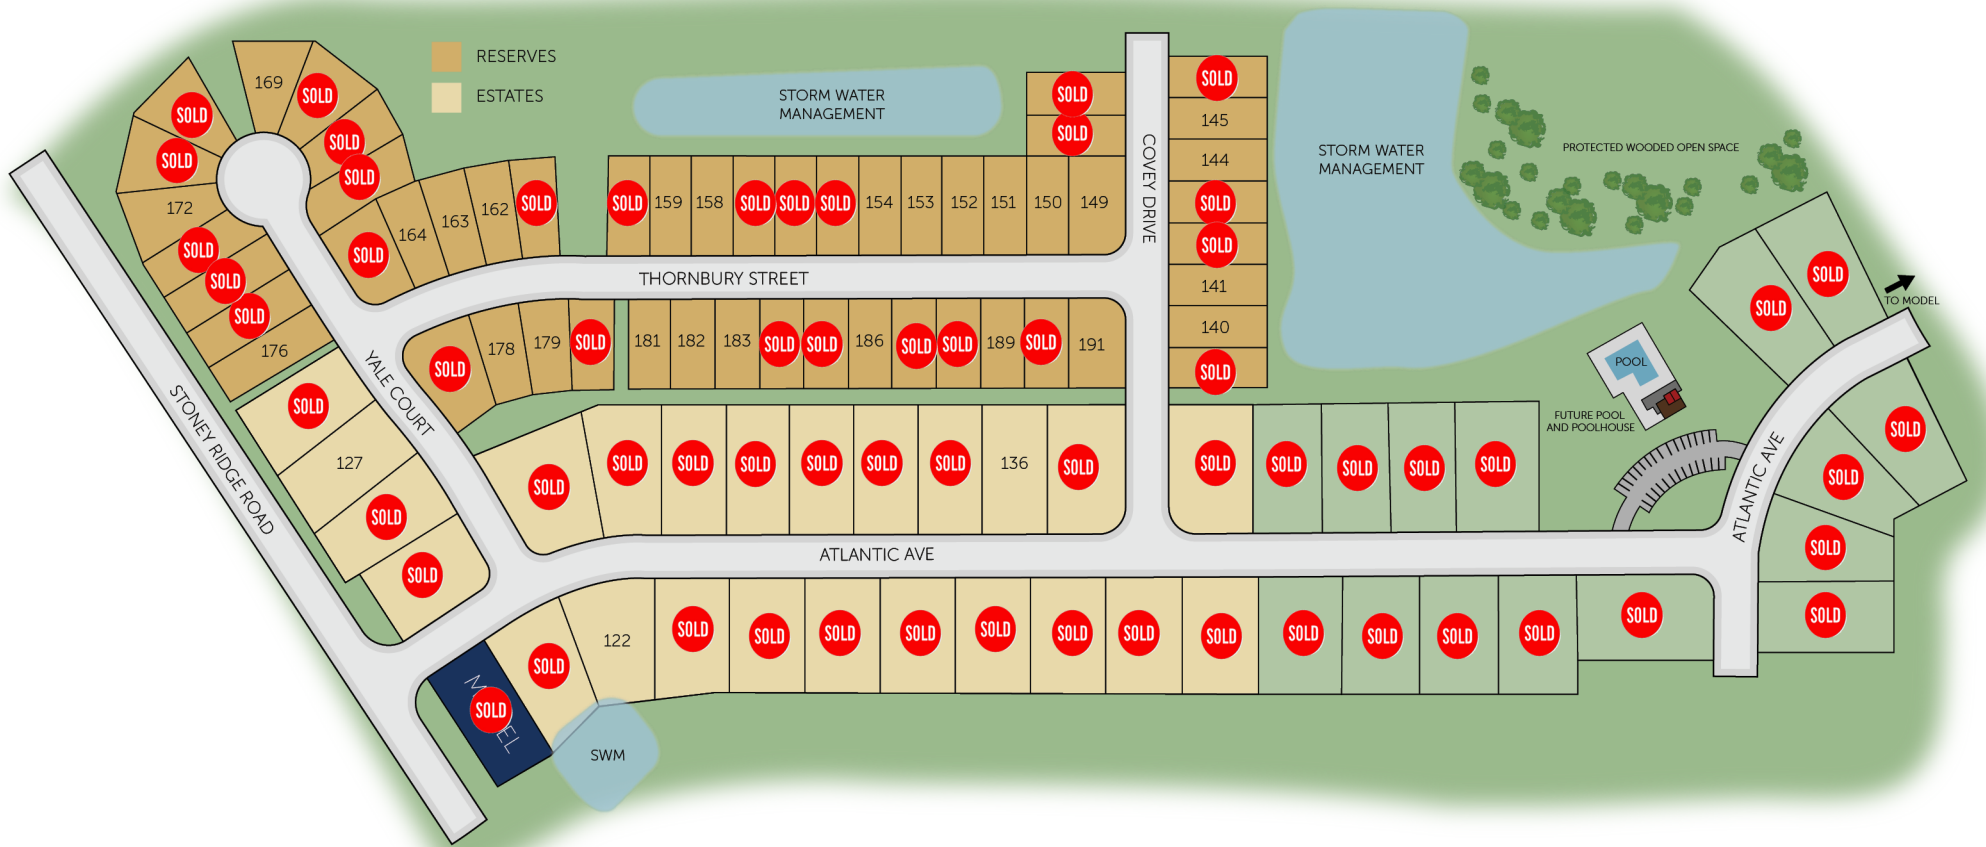 RESERVES
ESTATES
169
SOLD
SOLD
SOLD
SOLD
SOLD
SOLD
172
SOLD
SOLD
SOLD
176
SOLD
164
163
162
SOLD
STORM WATER
MANAGEMENT
SOLD
SOLD
SOLD
159
158
SOLD
SOLD
SOLD
154
153
152
151
150
149
COVEY DRIVE
SOLD
145
144
SOLD
SOLD
141
140
SOLD
STORM WATER
MANAGEMENT
PROTECTED WOODED OPEN SPACE
THORNBURY STREET
SOLD
178
179
SOLD
181
182
183
SOLD
SOLD
186
SOLD
SOLD
189
SOLD
191
YALE COURT
STONEY RIDGE ROAD
SOLD
127
SOLD
SOLD
SOLD
SOLD
SOLD
SOLD
SOLD
SOLD
SOLD
136
SOLD
SOLD
SOLD
SOLD
SOLD
SOLD
SOLD
SOLD
TO MODEL
POOL
FUTURE POOL
AND POOLHOUSE
ATLANTIC AVE
SOLD
SOLD
SOLD
SOLD
ATLANTIC AVE
SOLD
SOLD
122
SOLD
SOLD
SOLD
SOLD
SOLD
SOLD
SOLD
SOLD
SOLD
SOLD
SOLD
SOLD
SOLD
SWM